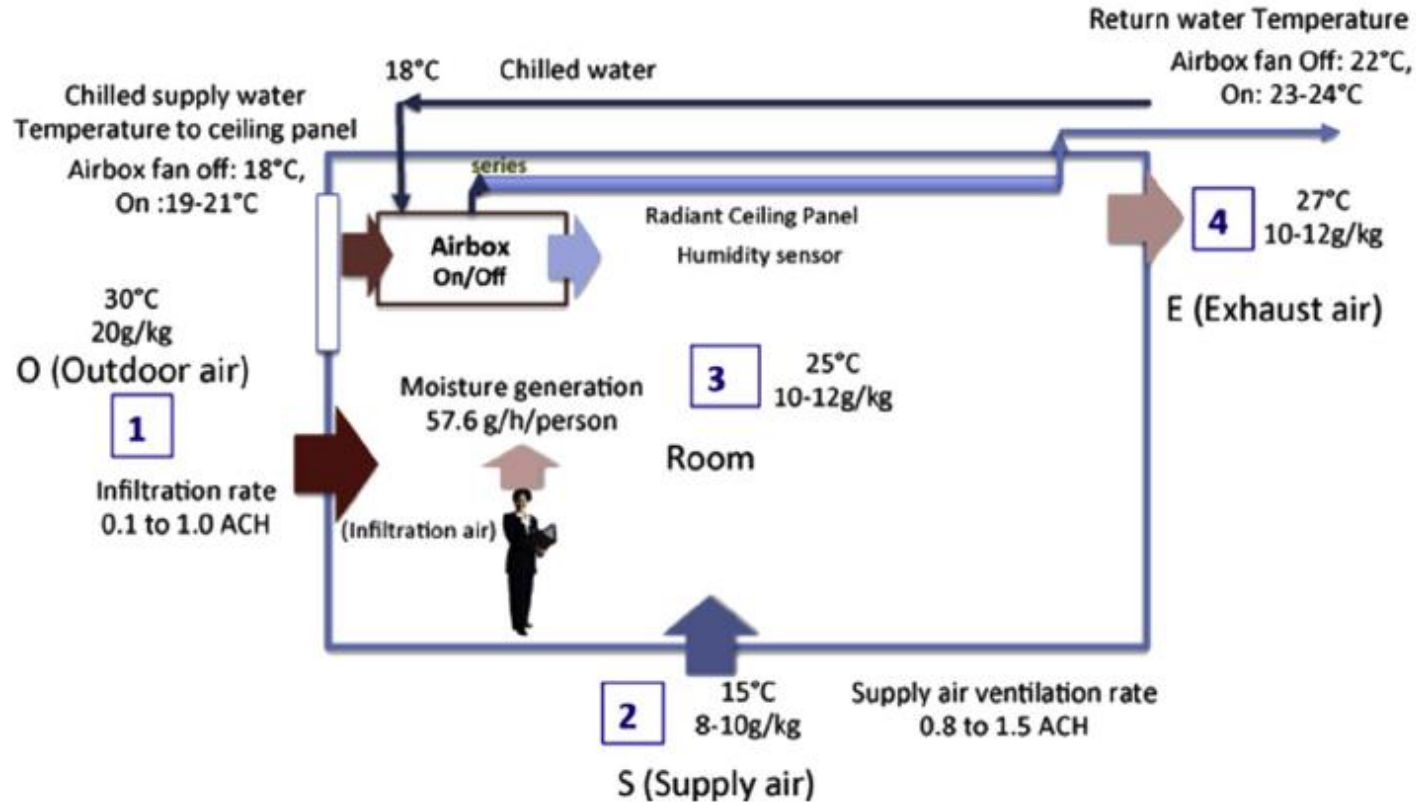 Return water Temperature
Airbox fan Off: 22°C,
On: 23-24°C
18°C
Chilled water
Chilled supply water
Temperature to ceiling panel
Airbox fan off: 18°C,
On :19-21°C
series
Radiant Ceiling Panel
Humidity sensor
Airbox
On/Off
4
27°C
10-12g/kg
E (Exhaust air)
30°C
20g/kg
O (Outdoor air)
1
Infiltration rate
0.1 to 1.0 ACH
(Infiltration air)
Moisture generation
57.6 g/h/person
3
25°C
10-12g/kg
Room
2
15°C
8-10g/kg
Supply air ventilation rate
0.8 to 1.5 ACH
S (Supply air)